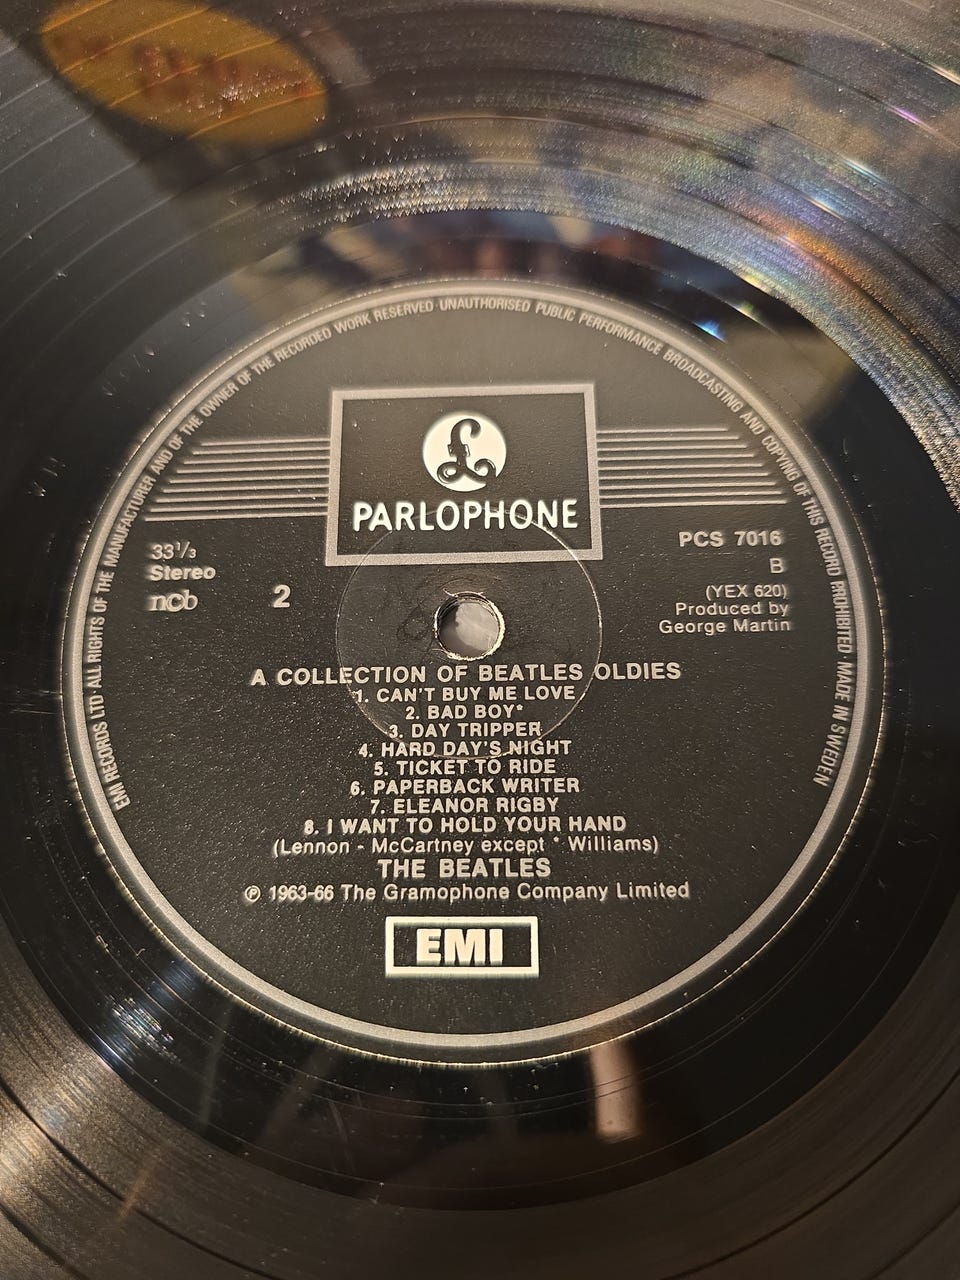 EMI RECORDS LTD · ALL RIGHTS OF THE MANUFACTURER AND OF THE OWNER OF THE RECORDED WORK RESERVED · UNAUTHORISED PUBLIC PERFORMANCE BROADCASTING AND COPYING OF THIS RECORD PROHIBITED. MADE IN SWEDEN
£
PARLOPHONE
33⅓
Stereo
ncb
2
PCS 7016
B
(YEX 620)
Produced by
George Martin
A COLLECTION OF BEATLES OLDIES
1. CAN'T BUY ME LOVE
2. BAD BOY*
3. DAY TRIPPER
4. HARD DAY'S NIGHT
5. TICKET TO RIDE
6. PAPERBACK WRITER
7. ELEANOR RIGBY
8. I WANT TO HOLD YOUR HAND
(Lennon - McCartney except * Williams)
THE BEATLES
℗ 1963-66 The Gramophone Company Limited
EMI